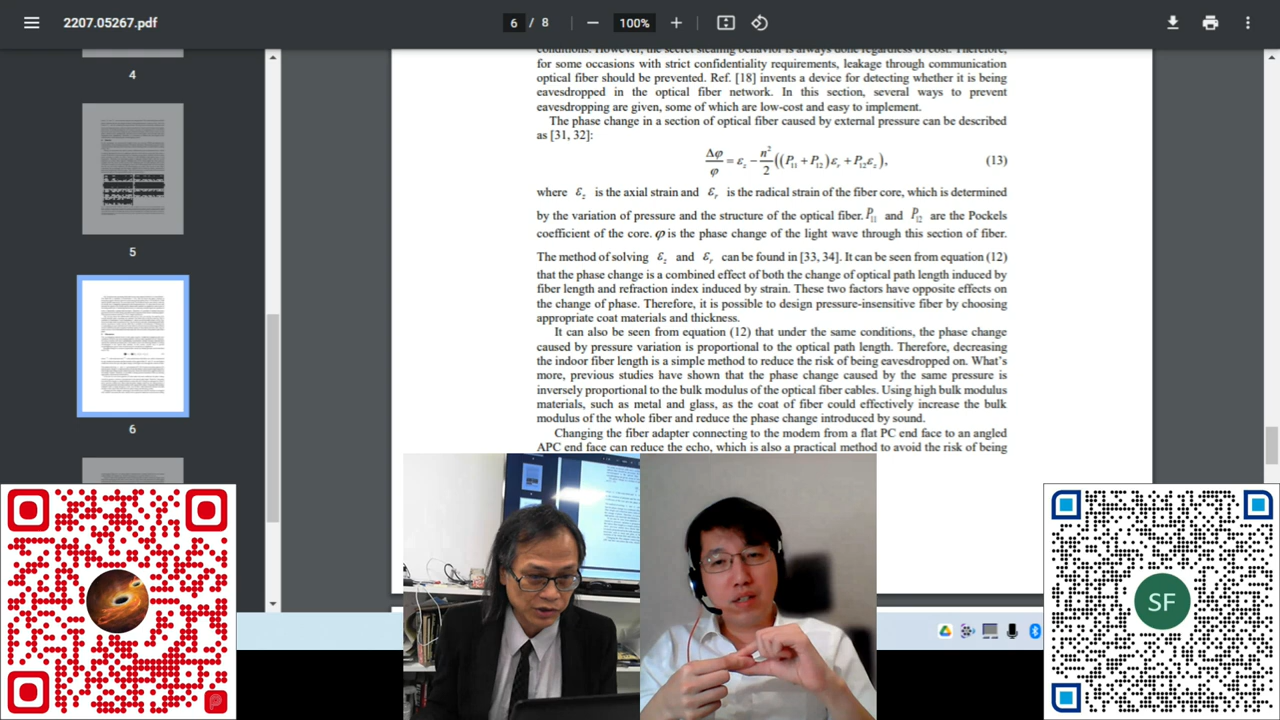 2207.05267.pdf
6 / 8
100%
4
5
6
conditions. However, the secret stealing behavior is always done regardless of cost. Therefore,
for some occasions with strict confidentiality requirements, leakage through communication
optical fiber should be prevented. Ref. [18] invents a device for detecting whether it is being
eavesdropped in the optical fiber network. In this section, several ways to prevent
eavesdropping are given, some of which are low-cost and easy to implement.
The phase change in a section of optical fiber caused by external pressure can be described
as [31, 32]:
Δφ/φ = ε_z − n²/2 ((P₁₁ + P₁₂)ε_r + P₁₂ε_z), (13)
where ε_z is the axial strain and ε_r is the radical strain of the fiber core, which is determined
by the variation of pressure and the structure of the optical fiber. P₁₁ and P₁₂ are the Pockels
coefficient of the core. φ is the phase change of the light wave through this section of fiber.
The method of solving ε_z and ε_r can be found in [33, 34]. It can be seen from equation (12)
that the phase change is a combined effect of both the change of optical path length induced by
fiber length and refraction index induced by strain. These two factors have opposite effects on
the change of phase. Therefore, it is possible to design pressure-insensitive fiber by choosing
appropriate coat materials and thickness.
It can also be seen from equation (12) that under the same conditions, the phase change
caused by pressure variation is proportional to the optical path length. Therefore, decreasing
the indoor fiber length is a simple method to reduce the risk of being eavesdropped on. What's
more, previous studies have shown that the phase change caused by the same pressure is
inversely proportional to the bulk modulus of the optical fiber cables. Using high bulk modulus
materials, such as metal and glass, as the coat of fiber could effectively increase the bulk
modulus of the whole fiber and reduce the phase change introduced by sound.
Changing the fiber adapter connecting to the modem from a flat PC end face to an angled
APC end face can reduce the echo, which is also a practical method to avoid the risk of being
SF